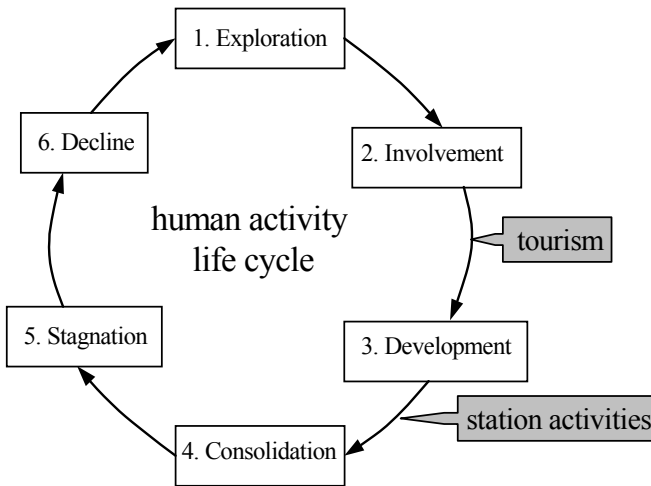 1. Exploration
2. Involvement
tourism
3. Development
station activities
4. Consolidation
5. Stagnation
6. Decline
human activity
life cycle